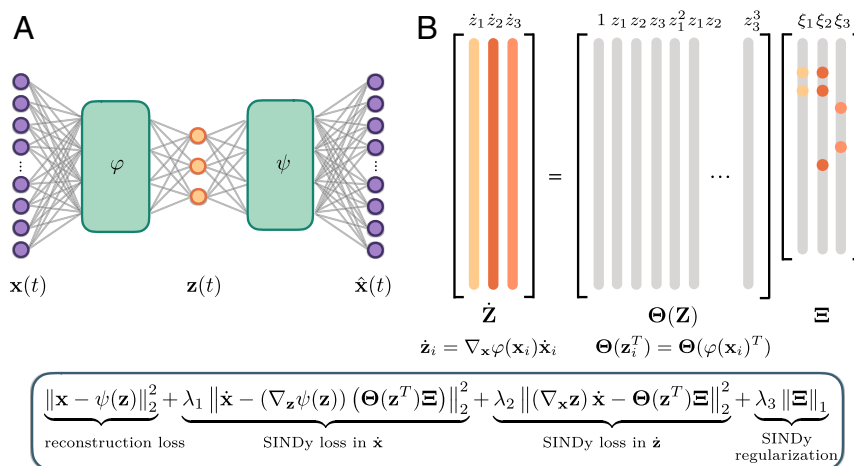 A
φ
ψ
x(t)
z(t)
x̂(t)
B
ż₁ ż₂ ż₃
=
1 z₁ z₂ z₃ z₁² z₁z₂ z₃³
⋯
ξ₁ ξ₂ ξ₃
Ż
Θ(Z)
Ξ
żᵢ = ∇ₓφ(xᵢ)ẋᵢ
Θ(zᵢᵀ) = Θ(φ(xᵢ)ᵀ)
‖x − ψ(z)‖₂² + λ₁ ‖ẋ − (∇_z ψ(z)) (Θ(zᵀ)Ξ)‖₂² + λ₂ ‖(∇ₓz) ẋ − Θ(zᵀ)Ξ‖₂² + λ₃ ‖Ξ‖₁
reconstruction loss
SINDy loss in ẋ
SINDy loss in ż
SINDy
regularization